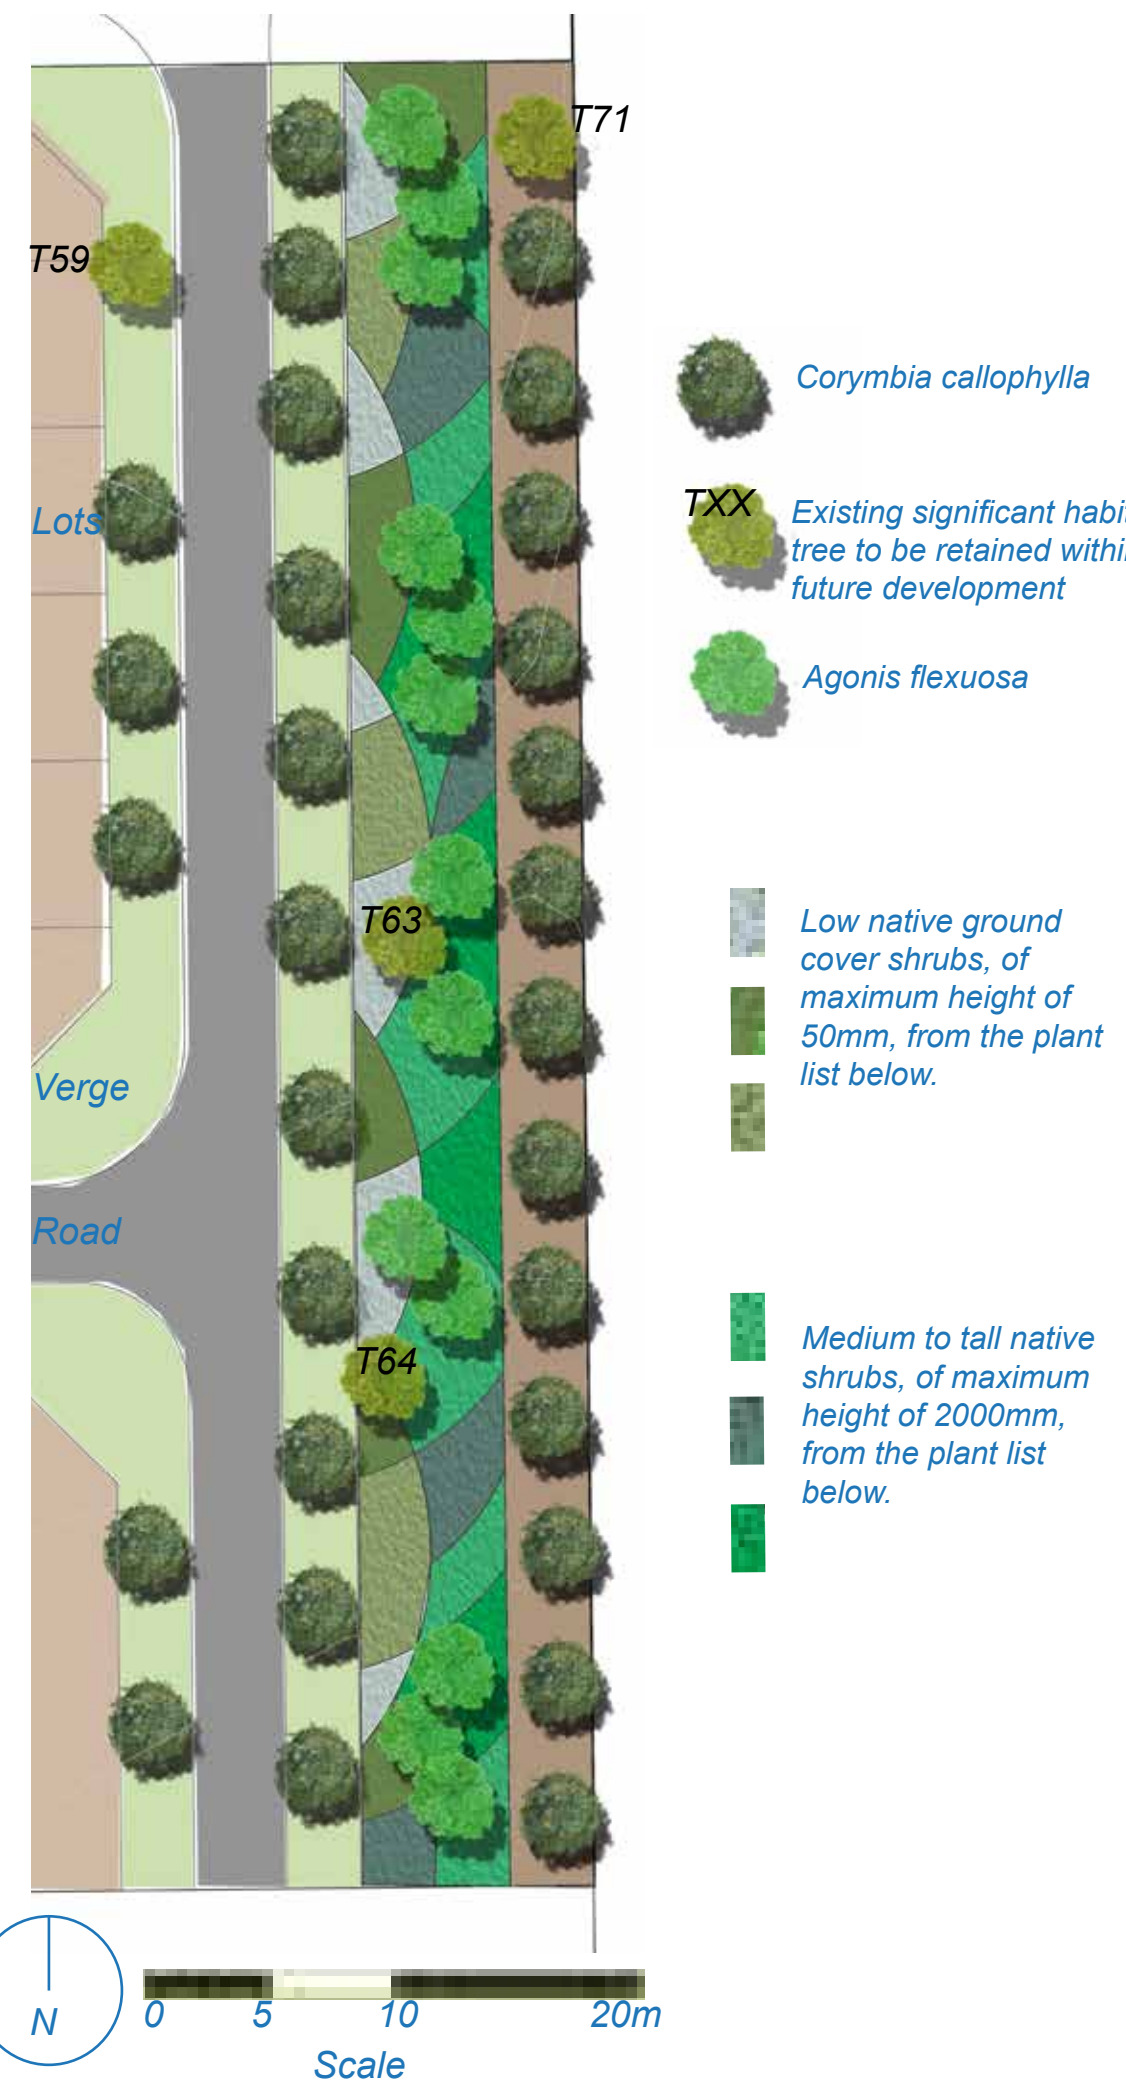 T71
T59
Corymbia callophylla
TXX
Existing significant habit
tree to be retained within
future development
Lots
Agonis flexuosa
T63
Low native ground
cover shrubs, of
maximum height of
50mm, from the plant
list below.
Verge
Road
T64
Medium to tall native
shrubs, of maximum
height of 2000mm,
from the plant list
below.
N
0 5 10 20m
Scale